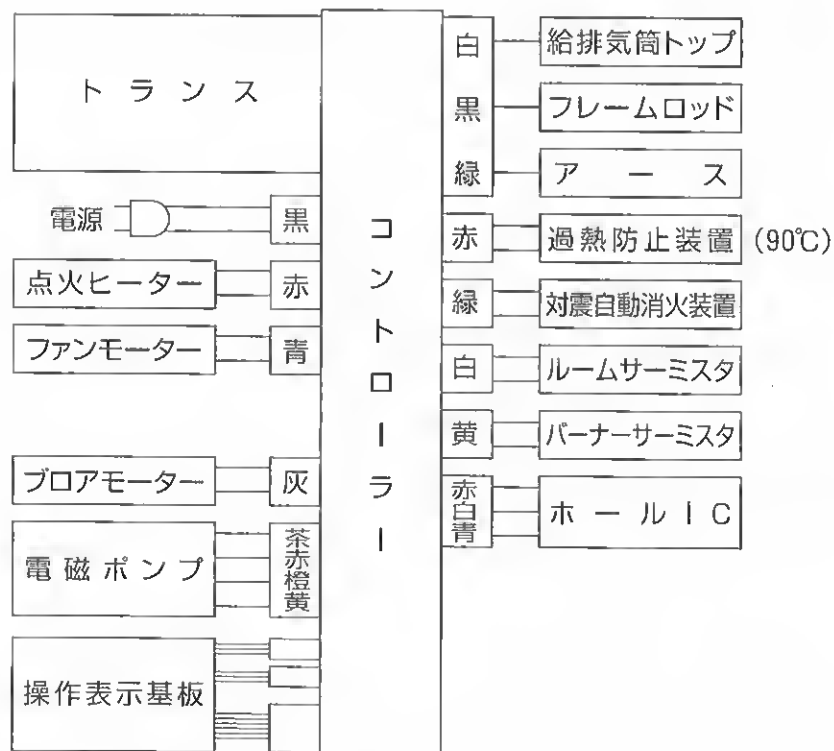 トランス
電源
黒
点火ヒーター
赤
ファンモーター
青
ブロアモーター
灰
電磁ポンプ
茶
赤
橙
黄
操作表示基板
コントローラー
白
給排気筒トップ
黒
フレームロッド
緑
アース
赤
過熱防止装置 (90℃)
緑
対震自動消火装置
白
ルームサーミスタ
黄
バーナーサーミスタ
赤
白
青
ホールIC